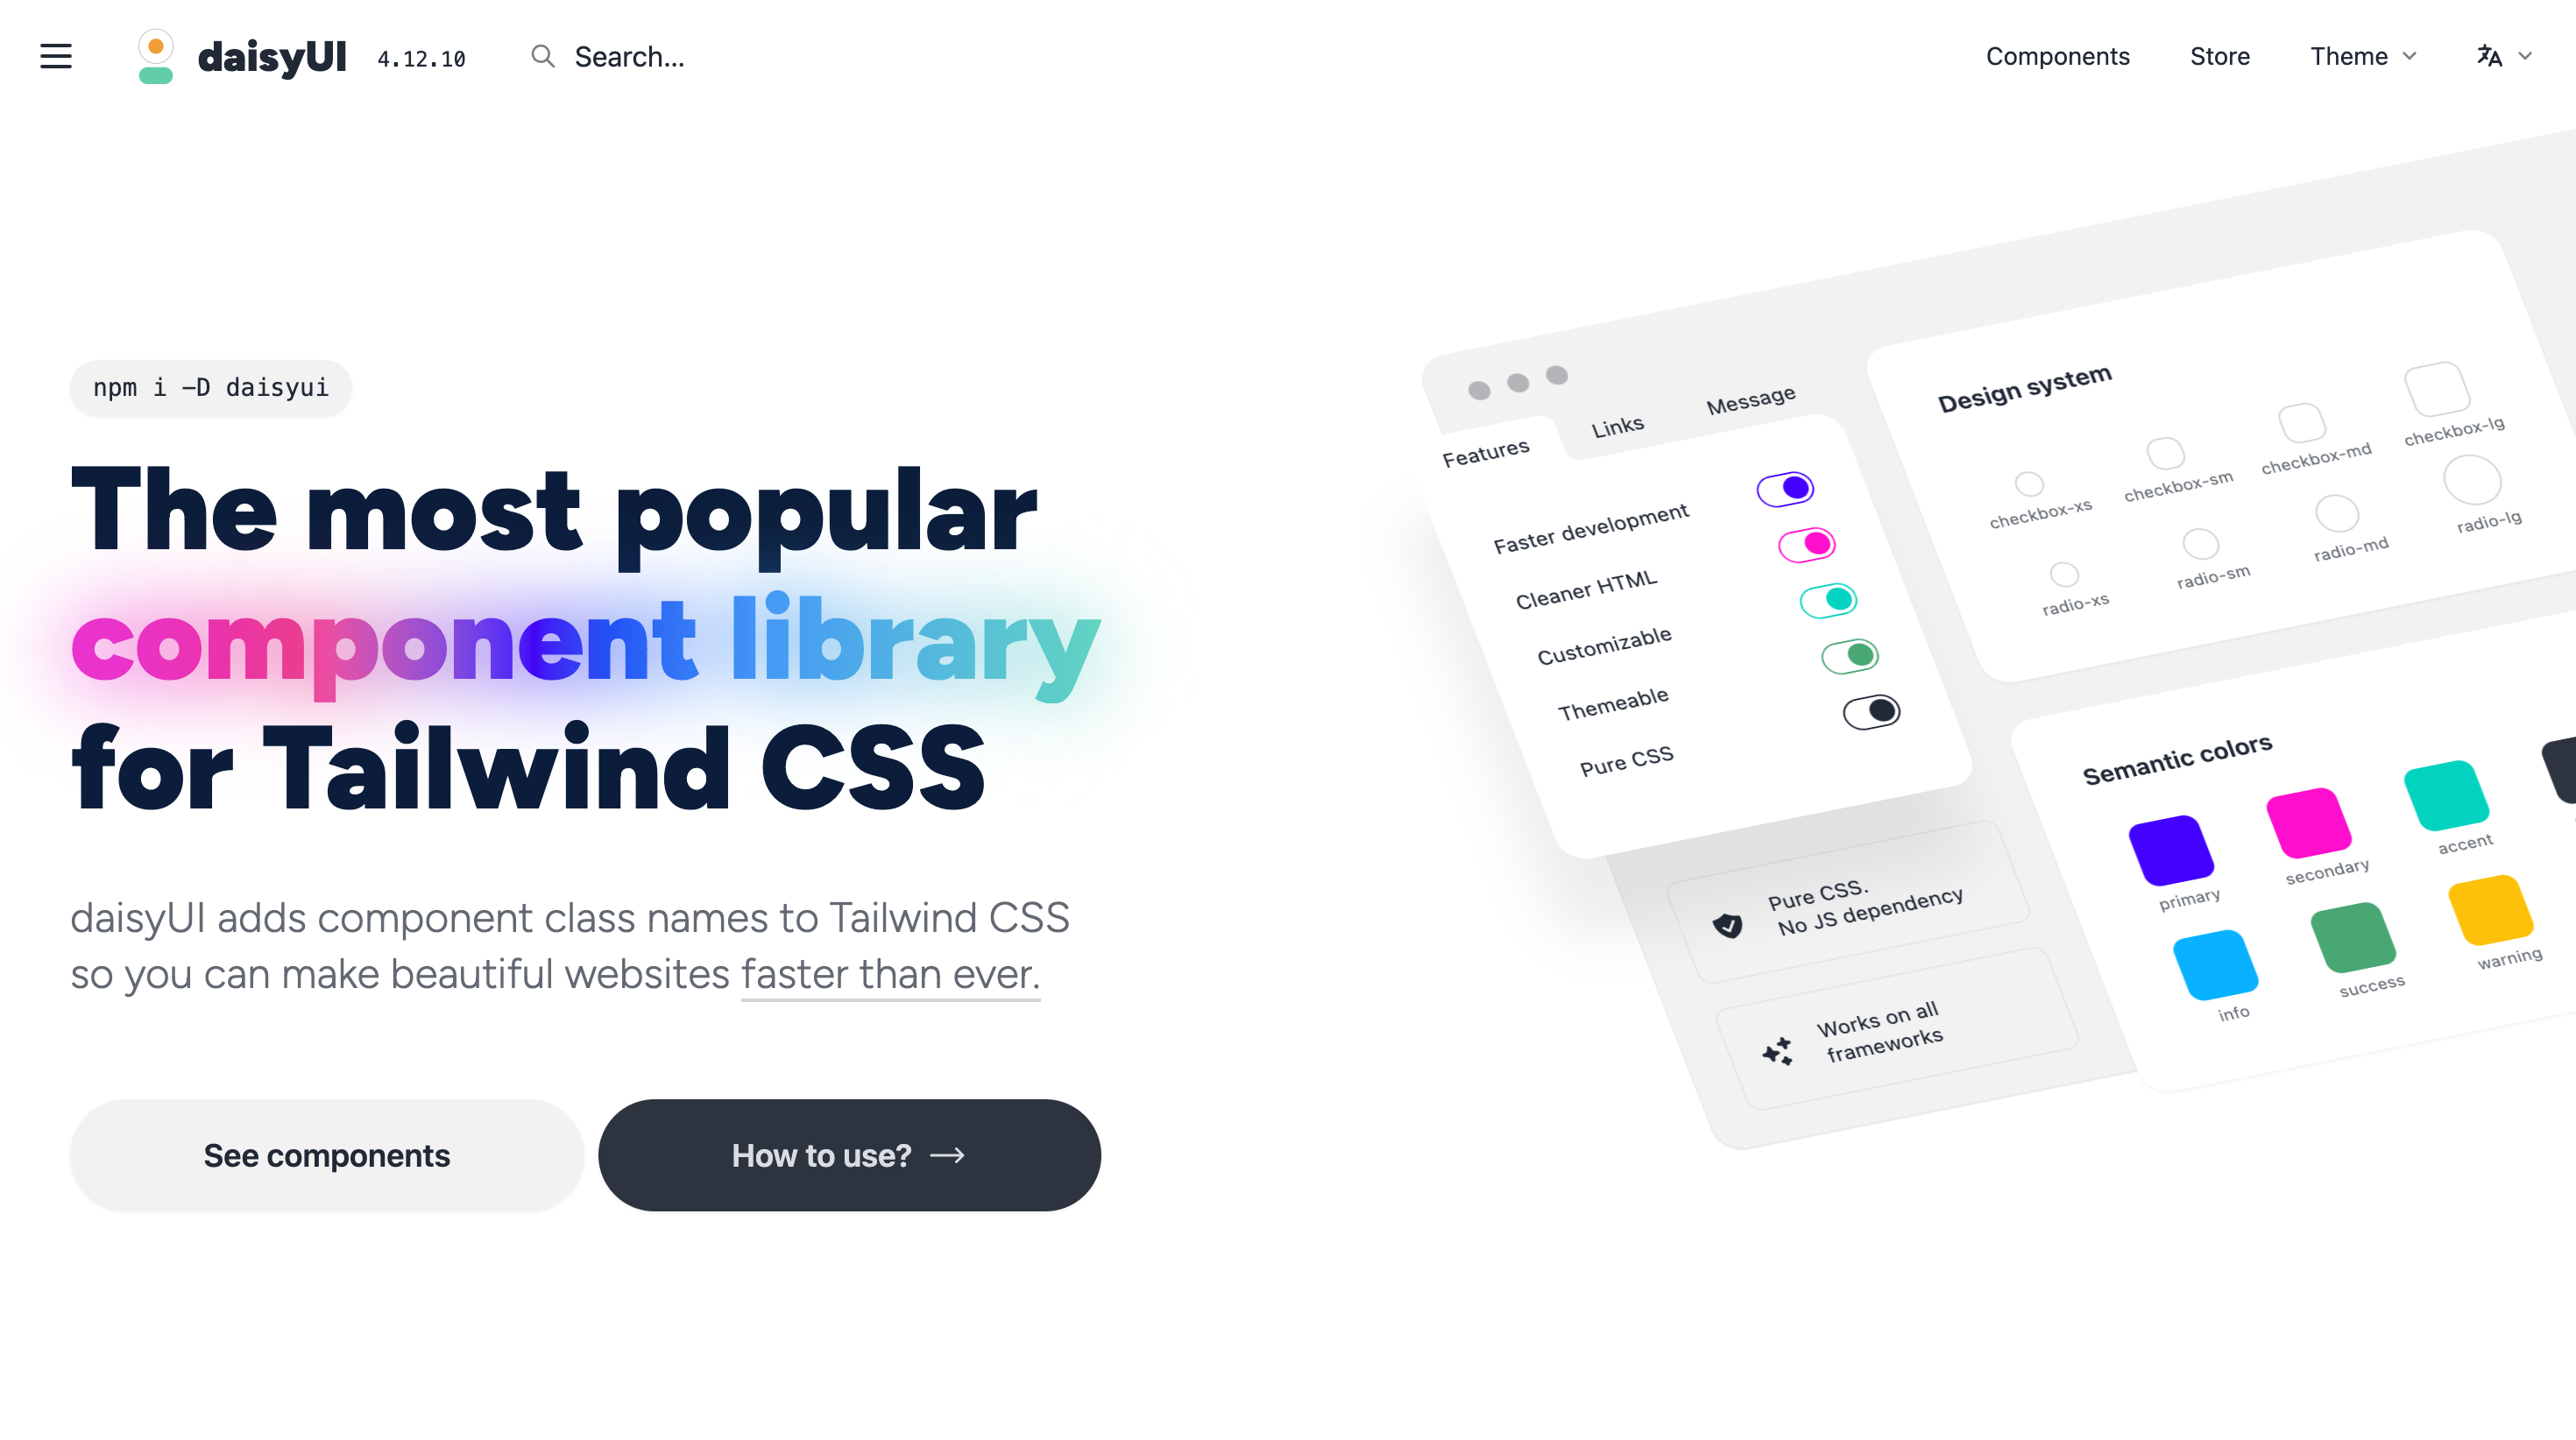 daisyUI 4.12.10 Search... Components Store Theme
npm i -D daisyui
The most popular
component library
for Tailwind CSS
daisyUI adds component class names to Tailwind CSS
so you can make beautiful websites faster than ever.
See components
How to use? →
Features
Links
Message
Faster development
Cleaner HTML
Customizable
Themeable
Pure CSS
Pure CSS.
No JS dependency
Works on all
frameworks
Design system
checkbox-xs
checkbox-sm
checkbox-md
checkbox-lg
radio-xs
radio-sm
radio-md
radio-lg
Semantic colors
primary
secondary
accent
info
success
warning